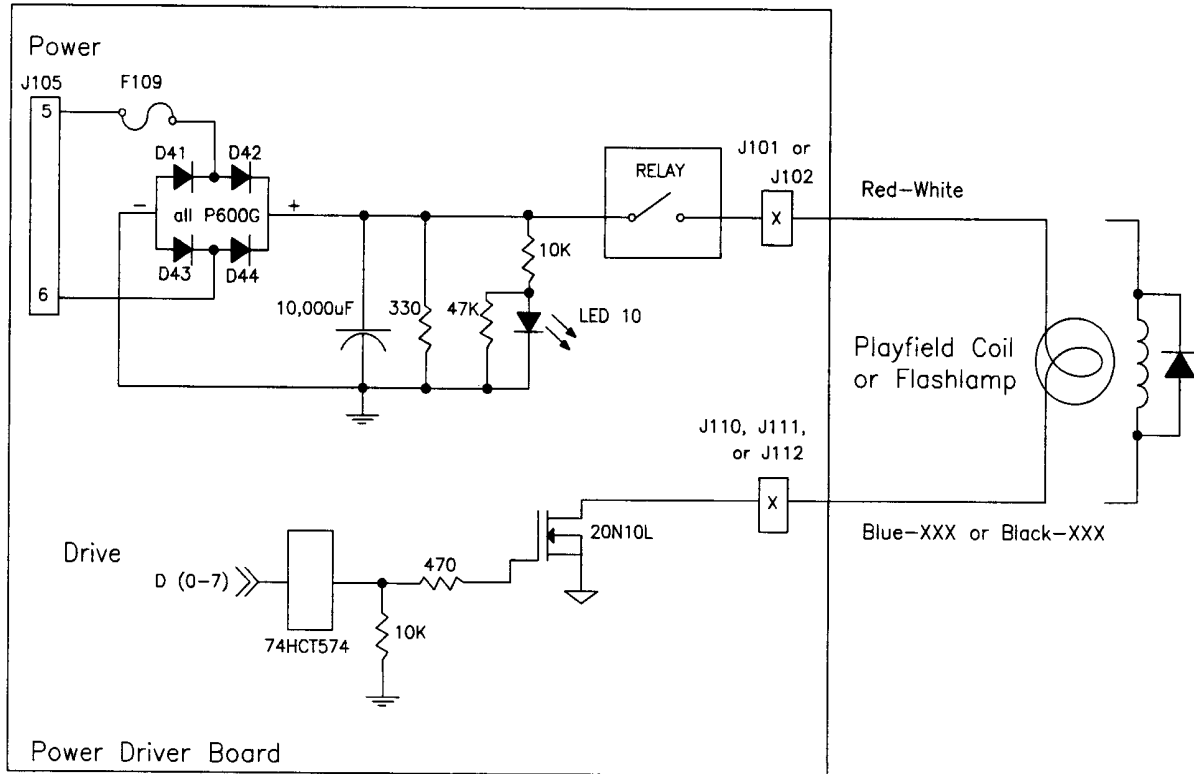 Power
J105
F109
5
D41
D42
J101 or
J102
RELAY
Red-White
X
-
all P600G
+
10K
D43
D44
6
10,000uF
330
47K
LED 10
Playfield Coil
or Flashlamp
J110, J111,
or J112
X
20N10L
Blue-XXX or Black-XXX
Drive
470
D (0-7)
74HCT574
10K
Power Driver Board